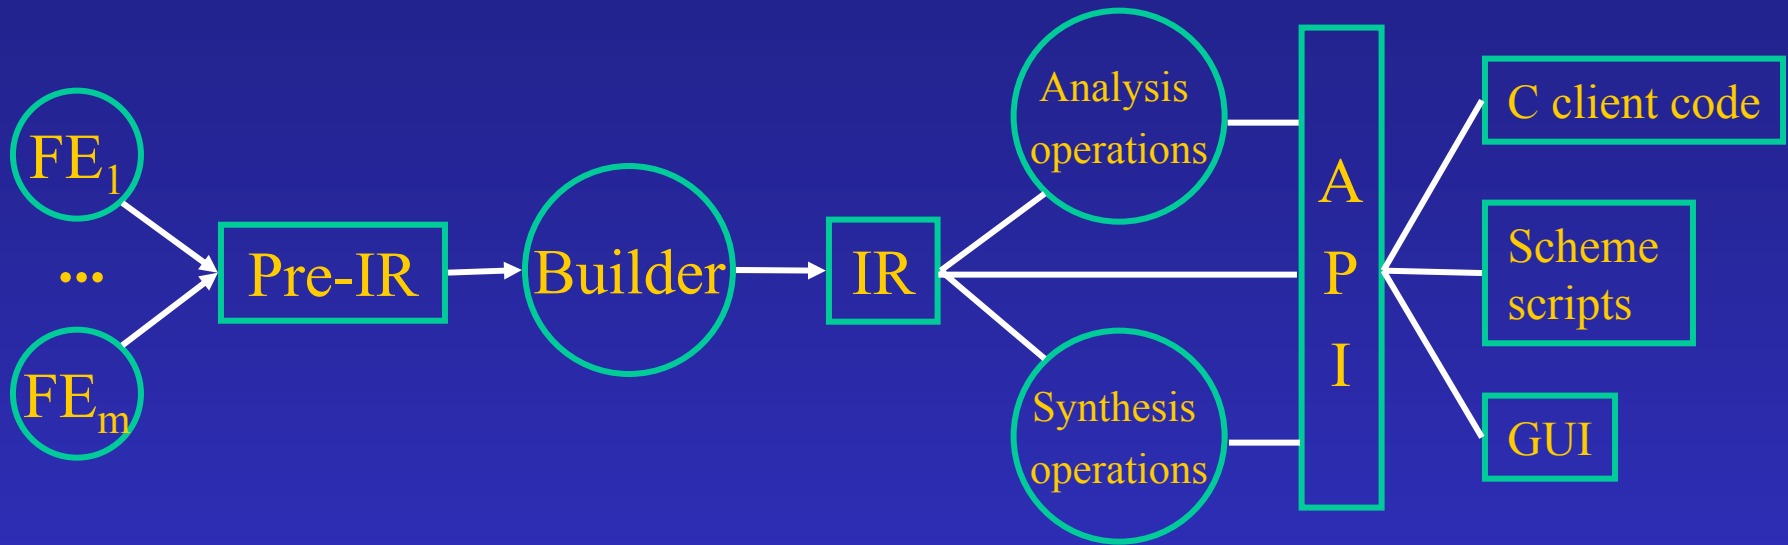 FE1
...
FEm
Pre-IR
Builder
IR
Analysis
operations
Synthesis
operations
A
P
I
C client code
Scheme
scripts
GUI